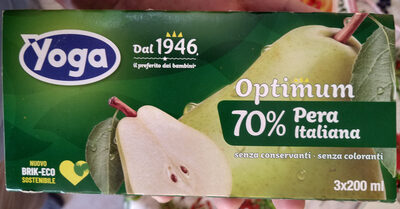 Yoga
Dal 1946
il preferito dai bambini
Optimum
70% Pera
Italiana
senza conservanti - senza coloranti
NUOVO
BRIK-ECO
SOSTENIBILE
3x200 ml